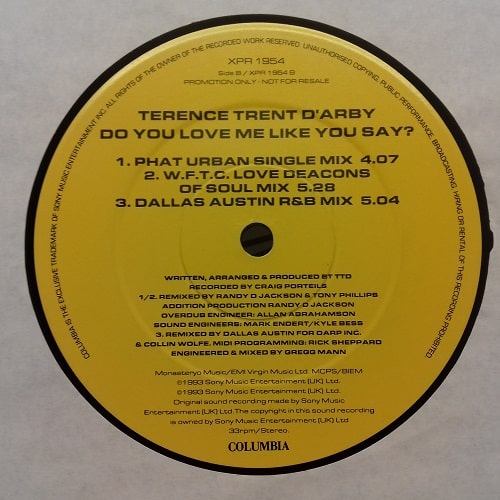 ALL RIGHTS OF THE OWNER OF THE RECORDED WORK RESERVED. UNAUTHORISED COPYING, PUBLIC PERFORMANCE, BROADCASTING, HIRING OR RENTAL OF THIS RECORDING PROHIBITED.
COLUMBIA IS THE EXCLUSIVE TRADEMARK OF SONY MUSIC ENTERTAINMENT INC.
XPR 1954
Side B / XPR 1954 B
PROMOTION ONLY · NOT FOR RESALE
TERENCE TRENT D'ARBY
DO YOU LOVE ME LIKE YOU SAY?
1. PHAT URBAN SINGLE MIX 4.07
2. W.F.T.C. LOVE DEACONS
OF SOUL MIX 5.28
3. DALLAS AUSTIN R&B MIX 5.04
WRITTEN, ARRANGED & PRODUCED BY TTD
RECORDED BY CRAIG PORTEILS
1/2. REMIXED BY RANDY D JACKSON & TONY PHILLIPS
ADDITION PRODUCTION RANDY D JACKSON
OVERDUB ENGINEER: ALLAN ABRAHAMSON
SOUND ENGINEERS: MARK ENDERT/KYLE BESS
3. REMIXED BY DALLAS AUSTIN FOR DARP INC.
& COLLIN WOLFE. MIDI PROGRAMMING: RICK SHEPPARD
ENGINEERED & MIXED BY GREGG MANN
Monasteryo Music/EMI Virgin Music Ltd MCPS/BIEM
℗1993 Sony Music Entertainment (UK) Ltd.
©1993 Sony Music Entertainment (UK) Ltd.
Original sound recording made by Sony Music
Entertainment (UK) Ltd. The copyright in this sound recording
is owned by Sony Music Entertainment (UK) Ltd
33rpm/Stereo.
COLUMBIA